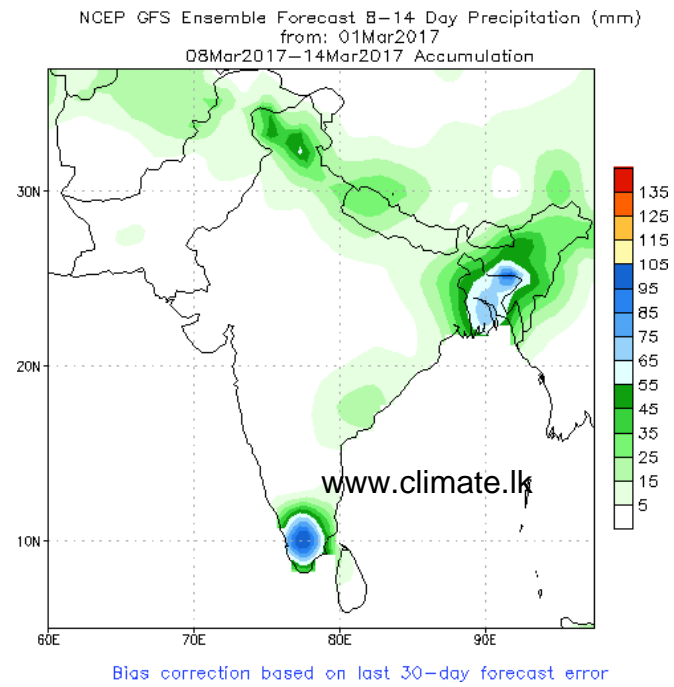 NCEP GFS Ensemble Forecast 8-14 Day Precipitation (mm)
from: 01Mar2017
08Mar2017-14Mar2017 Accumulation
30N
20N
10N
60E 70E 80E 90E
www.climate.lk
135
125
115
105
95
85
75
65
55
45
35
25
15
5
Bias correction based on last 30-day forecast error